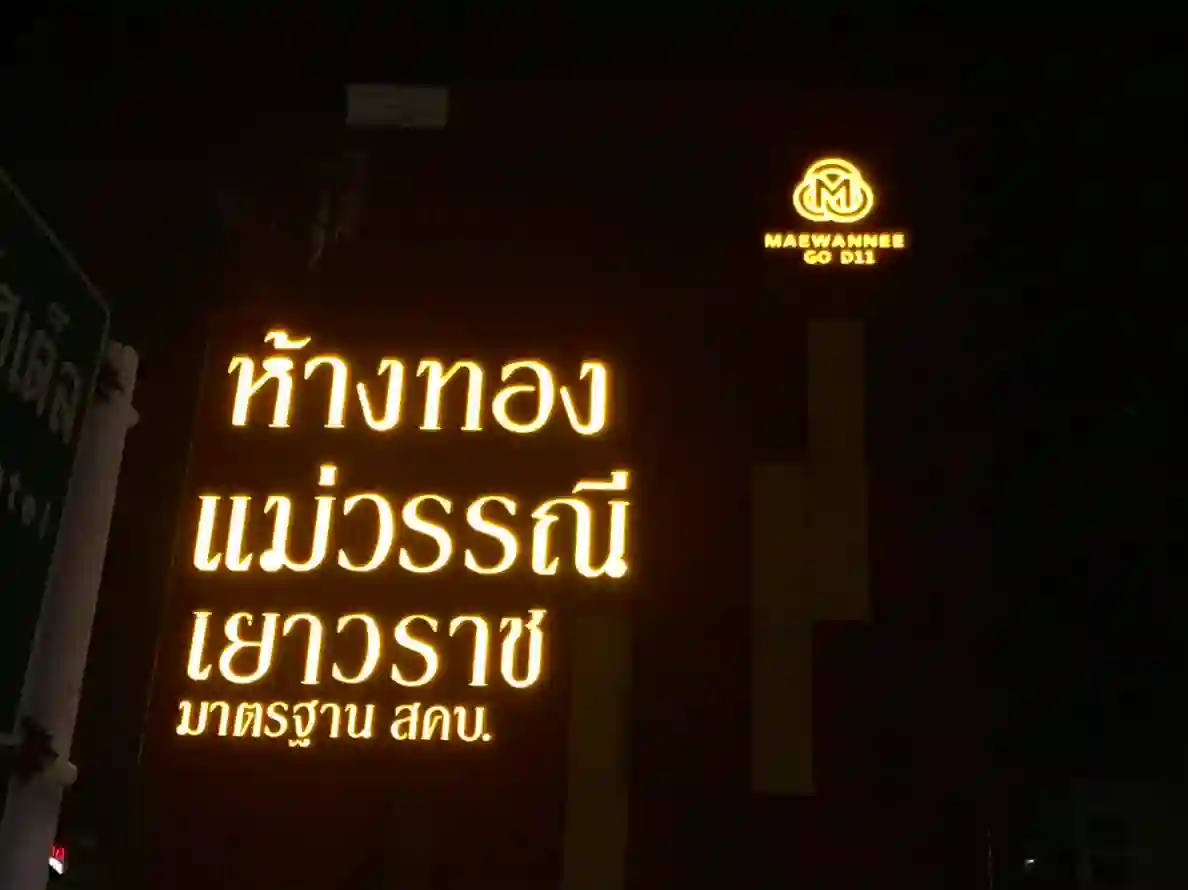 ห้างทอง
แม่วรรณี
เยาวราช
มาตรฐาน สคบ.
M
MAEWANNEE
GO D11